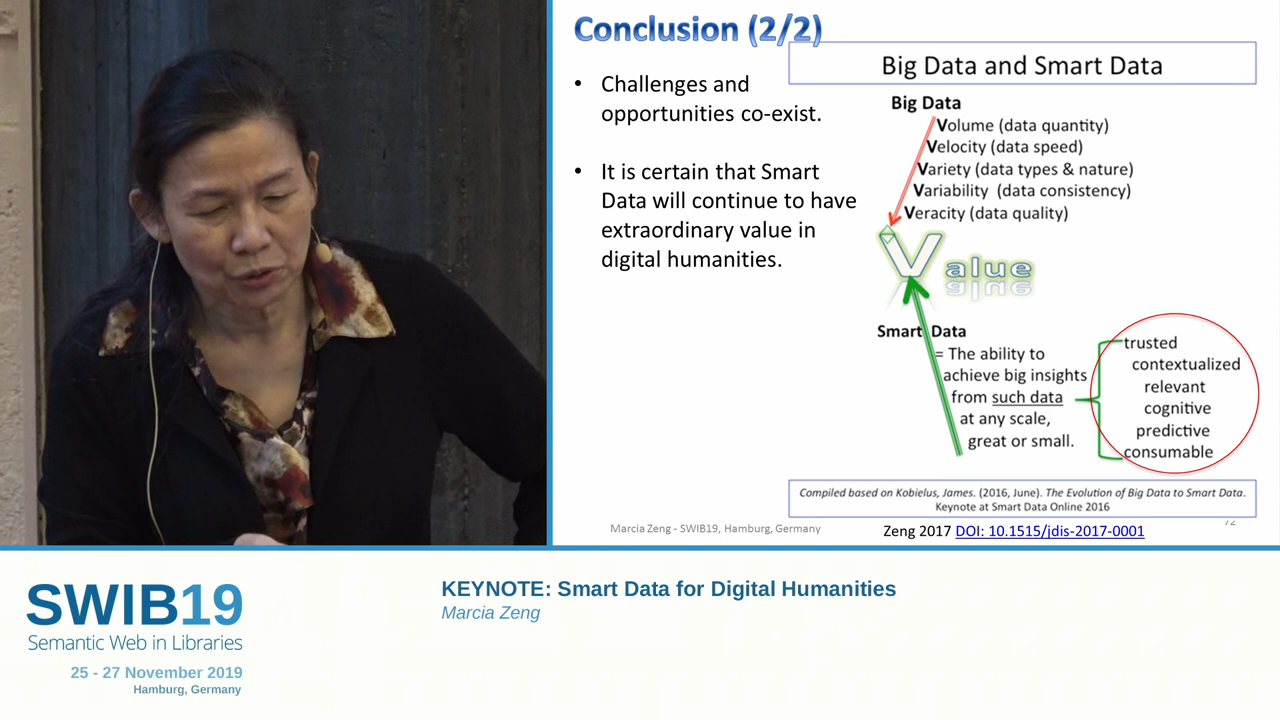 Conclusion (2/2)
• Challenges and
opportunities co-exist.
• It is certain that Smart
Data will continue to have
extraordinary value in
digital humanities.
Big Data and Smart Data
Big Data
Volume (data quantity)
Velocity (data speed)
Variety (data types & nature)
Variability (data consistency)
Veracity (data quality)
Value
Smart Data
= The ability to
achieve big insights
from such data
at any scale,
great or small.
trusted
contextualized
relevant
cognitive
predictive
consumable
Compiled based on Kobielus, James. (2016, June). The Evolution of Big Data to Smart Data.
Keynote at Smart Data Online 2016
Marcia Zeng - SWIB19, Hamburg, Germany
72
Zeng 2017 DOI: 10.1515/jdis-2017-0001
SWIB19
Semantic Web in Libraries
25 - 27 November 2019
Hamburg, Germany
KEYNOTE: Smart Data for Digital Humanities
Marcia Zeng